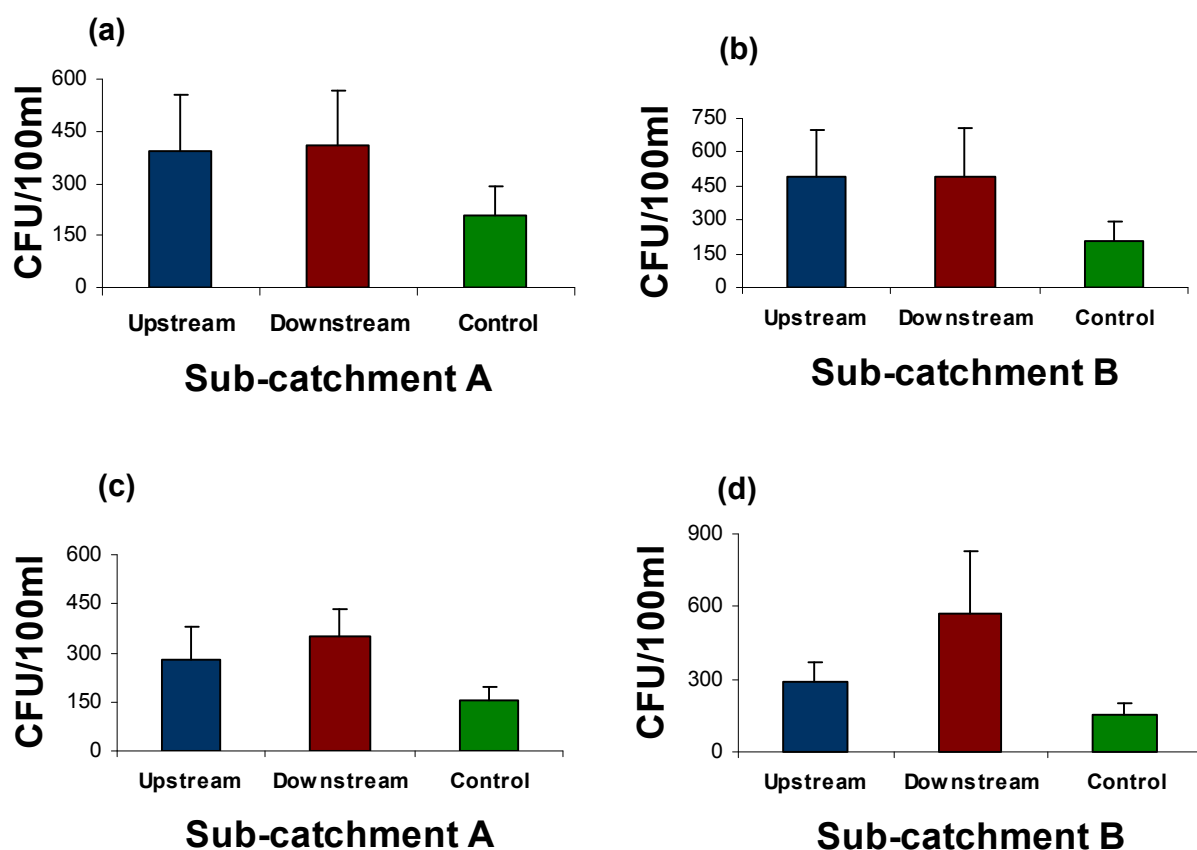 (a)
CFU/100ml
600
450
300
150
0
Upstream Downstream Control
Sub-catchment A
(b)
CFU/100ml
750
600
450
300
150
0
Upstream Downstream Control
Sub-catchment B
(c)
CFU/100ml
600
450
300
150
0
Upstream Downstream Control
Sub-catchment A
(d)
CFU/100ml
900
600
300
0
Upstream Downstream Control
Sub-catchment B